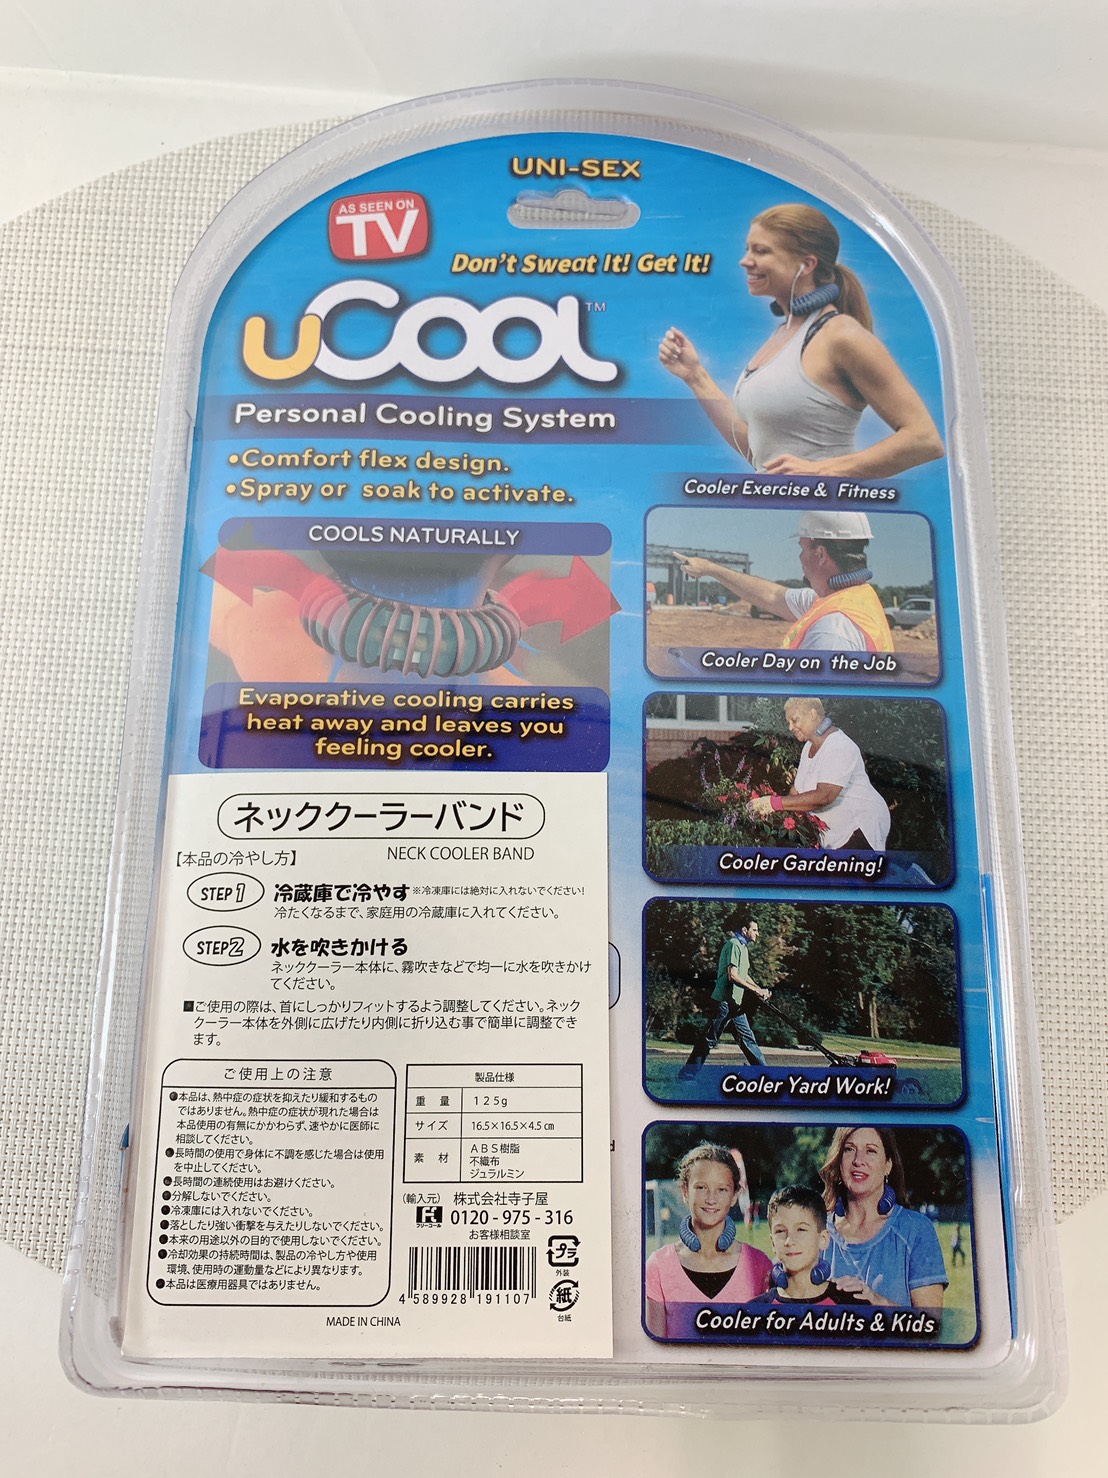 UNI-SEX
AS SEEN ON
TV
Don't Sweat It! Get It!
uCOOL™
Personal Cooling System
•Comfort flex design.
•Spray or soak to activate.
COOLS NATURALLY
Evaporative cooling carries
heat away and leaves you
feeling cooler.
Cooler Exercise & Fitness
Cooler Day on the Job
Cooler Gardening!
Cooler Yard Work!
Cooler for Adults & Kids
ネッククーラーバンド
【本品の冷やし方】
NECK COOLER BAND
STEP1 冷蔵庫で冷やす ※冷凍庫には絶対に入れないでください!
冷たくなるまで、家庭用の冷蔵庫に入れてください。
STEP2 水を吹きかける
ネッククーラー本体に、霧吹きなどで均一に水を吹きかけ
てください。
■ご使用の際は、首にしっかりフィットするよう調整してください。ネック
クーラー本体を外側に広げたり内側に折り込む事で簡単に調整でき
ます。
ご使用上の注意
●本品は、熱中症の症状を抑えたり緩和するもの
ではありません。熱中症の症状が現れた場合は
本品使用の有無にかかわらず、速やかに医師に
相談してください。
●長時間の使用で身体に不調を感じた場合は使用
を中止してください。
●長時間の連続使用はお避けください。
●分解しないでください。
●冷凍庫には入れないでください。
●落としたり強い衝撃を与えたりしないでください。
●本来の用途以外の目的で使用しないでください。
●冷却効果の持続時間は、製品の冷やし方や使用
環境、使用時の運動量などにより異なります。
●本品は医療用器具ではありません。
製品仕様
重 量 125g
サイズ 16.5×16.5×4.5㎝
素 材 ABS樹脂
不織布
ジュラルミン
(輸入元) 株式会社寺子屋
フリーコール 0120-975-316
お客様相談室
4 589928 191107
プラ
外装
紙
台紙
MADE IN CHINA